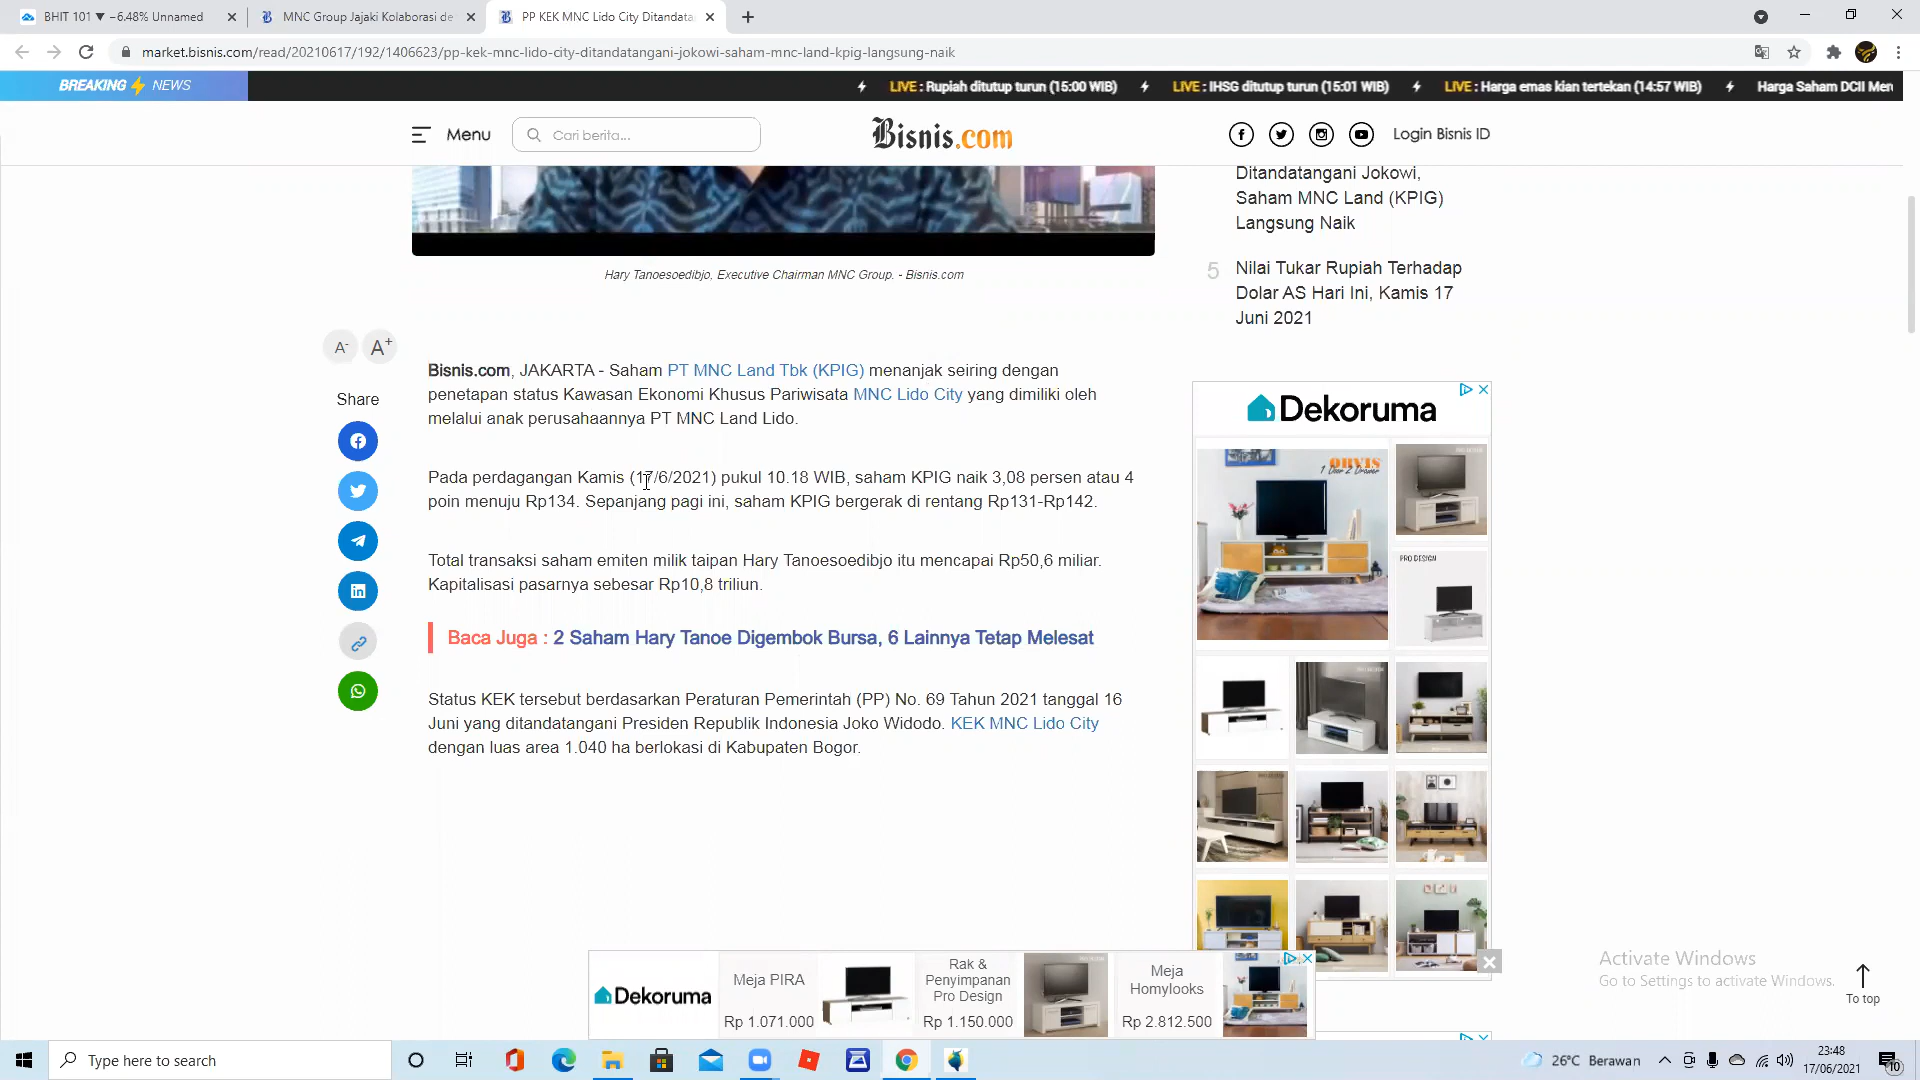 BHIT 101 ▼ −6.48% Unnamed
MNC Group Jajaki Kolaborasi de
PP KEK MNC Lido City Ditandata
market.bisnis.com/read/20210617/192/1406623/pp-kek-mnc-lido-city-ditandatangani-jokowi-saham-mnc-land-kpig-langsung-naik
BREAKING NEWS
LIVE : Rupiah ditutup turun (15:00 WIB)
LIVE : IHSG ditutup turun (15:01 WIB)
LIVE : Harga emas kian tertekan (14:57 WIB)
Harga Saham DCII Mer
Menu
Cari berita...
Bisnis.com
Login Bisnis ID
Hary Tanoesoedibjo, Executive Chairman MNC Group. - Bisnis.com
A-
A+
Share
Bisnis.com, JAKARTA - Saham PT MNC Land Tbk (KPIG) menanjak seiring dengan
penetapan status Kawasan Ekonomi Khusus Pariwisata MNC Lido City yang dimiliki oleh
melalui anak perusahaannya PT MNC Land Lido.
Pada perdagangan Kamis (17/6/2021) pukul 10.18 WIB, saham KPIG naik 3,08 persen atau 4
poin menuju Rp134. Sepanjang pagi ini, saham KPIG bergerak di rentang Rp131-Rp142.
Total transaksi saham emiten milik taipan Hary Tanoesoedibjo itu mencapai Rp50,6 miliar.
Kapitalisasi pasarnya sebesar Rp10,8 triliun.
Baca Juga : 2 Saham Hary Tanoe Digembok Bursa, 6 Lainnya Tetap Melesat
Status KEK tersebut berdasarkan Peraturan Pemerintah (PP) No. 69 Tahun 2021 tanggal 16
Juni yang ditandatangani Presiden Republik Indonesia Joko Widodo. KEK MNC Lido City
dengan luas area 1.040 ha berlokasi di Kabupaten Bogor.
Ditandatangani Jokowi,
Saham MNC Land (KPIG)
Langsung Naik
5
Nilai Tukar Rupiah Terhadap
Dolar AS Hari Ini, Kamis 17
Juni 2021
Dekoruma
ORVIS
1 Door 2 Drawer
PRO DESIGN
Dekoruma
Meja PIRA
Rp 1.071.000
Rak &
Penyimpanan
Pro Design
Rp 1.150.000
Meja
Homylooks
Rp 2.812.500
Activate Windows
Go to Settings to activate Windows.
To top
Type here to search
26°C Berawan
23:48
17/06/2021
10